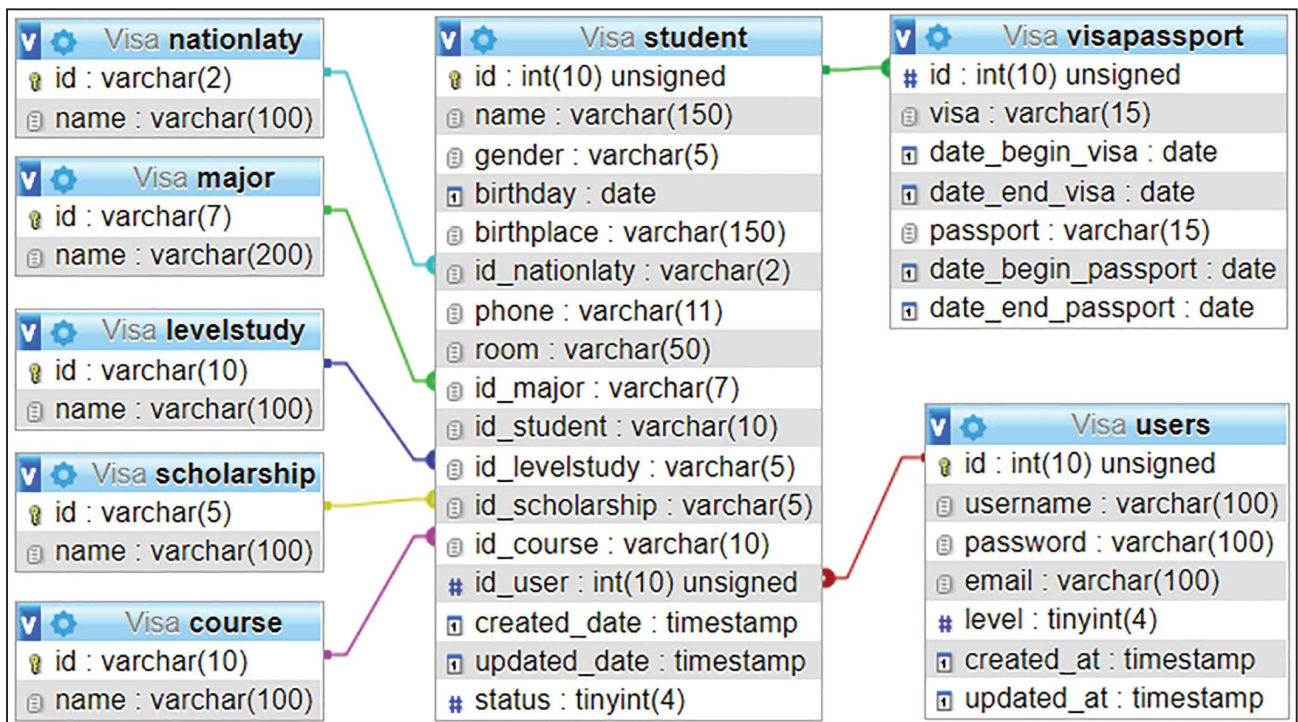 Visa nationlaty
id : varchar(2)
name : varchar(100)
Visa major
id : varchar(7)
name : varchar(200)
Visa levelstudy
id : varchar(10)
name : varchar(100)
Visa scholarship
id : varchar(5)
name : varchar(100)
Visa course
id : varchar(10)
name : varchar(100)
Visa student
id : int(10) unsigned
name : varchar(150)
gender : varchar(5)
birthday : date
birthplace : varchar(150)
id_nationlaty : varchar(2)
phone : varchar(11)
room : varchar(50)
id_major : varchar(7)
id_student : varchar(10)
id_levelstudy : varchar(5)
id_scholarship : varchar(5)
id_course : varchar(10)
# id_user : int(10) unsigned
created_date : timestamp
updated_date : timestamp
# status : tinyint(4)
Visa visapassport
# id : int(10) unsigned
visa : varchar(15)
date_begin_visa : date
date_end_visa : date
passport : varchar(15)
date_begin_passport : date
date_end_passport : date
Visa users
id : int(10) unsigned
username : varchar(100)
password : varchar(100)
email : varchar(100)
# level : tinyint(4)
created_at : timestamp
updated_at : timestamp